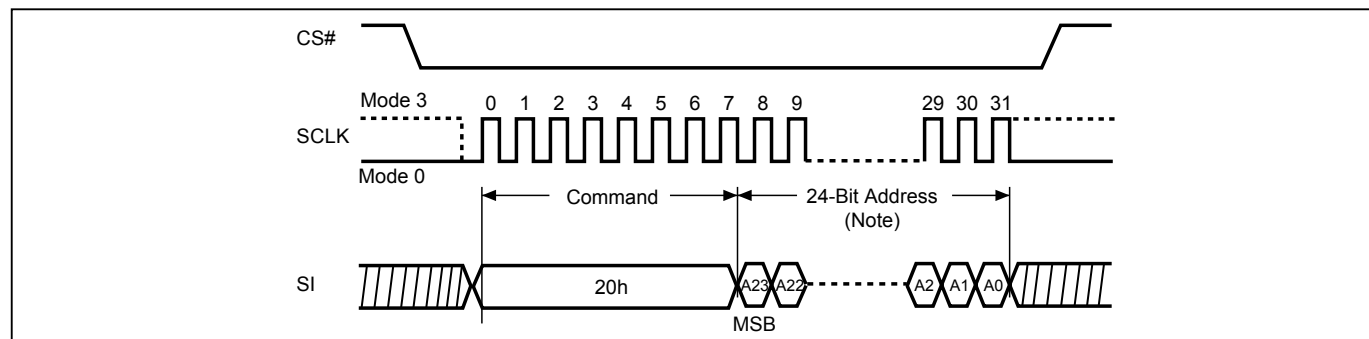 CS#
Mode 3
0 1 2 3 4 5 6 7 8 9 29 30 31
SCLK
Mode 0
Command
24-Bit Address
(Note)
SI
20h
A23 A22 A2 A1 A0
MSB